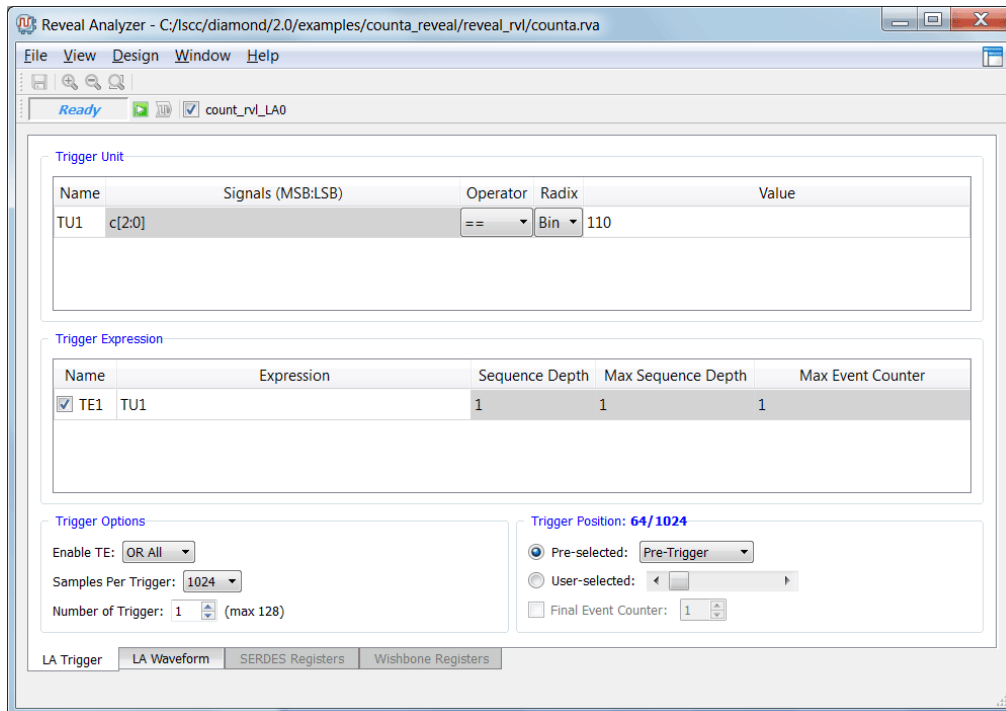 Reveal Analyzer - C:/lscc/diamond/2.0/examples/counta_reveal/reveal_rvl/counta.rva
File View Design Window Help
Ready count_rvl_LA0
Trigger Unit
Name Signals (MSB:LSB) Operator Radix Value
TU1 c[2:0] == Bin 110
Trigger Expression
Name Expression Sequence Depth Max Sequence Depth Max Event Counter
TE1 TU1 1 1 1
Trigger Options
Enable TE: OR All
Samples Per Trigger: 1024
Number of Trigger: 1 (max 128)
Trigger Position: 64/1024
Pre-selected: Pre-Trigger
User-selected:
Final Event Counter: 1
LA Trigger LA Waveform SERDES Registers Wishbone Registers